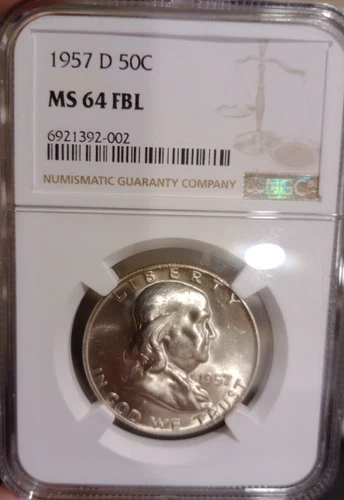 1957 D 50C
MS 64 FBL
6921392-002
NUMISMATIC GUARANTY COMPANY
LIBERTY
1957
IN GOD WE TRUST